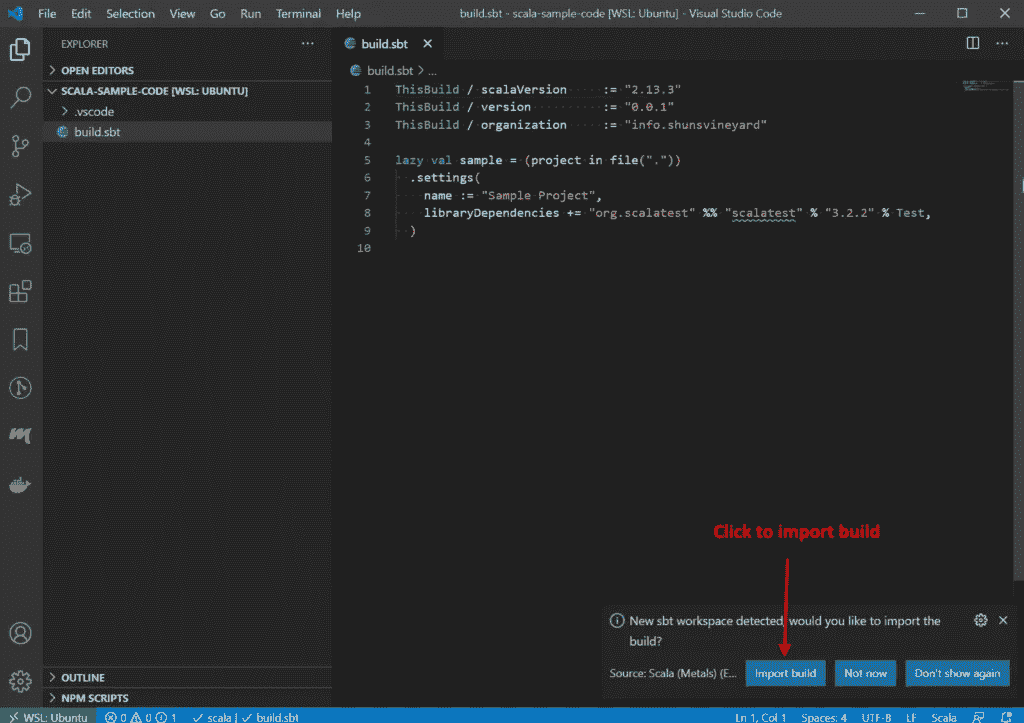 File Edit Selection View Go Run Terminal Help build.sbt - scala-sample-code [WSL: Ubuntu] - Visual Studio Code
EXPLORER
OPEN EDITORS
SCALA-SAMPLE-CODE [WSL: UBUNTU]
.vscode
build.sbt
OUTLINE
NPM SCRIPTS
build.sbt
build.sbt > ...
1 ThisBuild / scalaVersion := "2.13.3"
2 ThisBuild / version := "0.0.1"
3 ThisBuild / organization := "info.shunsvineyard"
4
5 lazy val sample = (project in file("."))
6 .settings(
7 name := "Sample Project",
8 libraryDependencies += "org.scalatest" %% "scalatest" % "3.2.2" % Test,
9 )
10
Click to import build
New sbt workspace detected, would you like to import the
build?
Source: Scala (Metals) (E... Import build Not now Don't show again
WSL: Ubuntu 0 0 1 scala | build.sbt Ln 1, Col 1 Spaces: 4 UTF-8 LF Scala